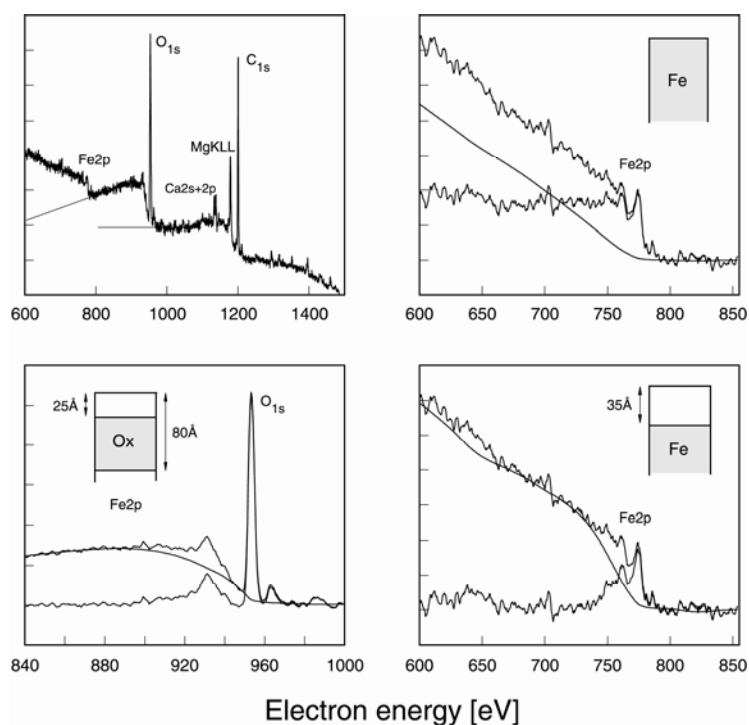 O1s
C1s
MgKLL
Fe2p
Ca2s+2p
600 800 1000 1200 1400
Fe
Fe2p
600 650 700 750 800 850
25Å
Ox
80Å
O1s
Fe2p
840 880 920 960 1000
35Å
Fe
Fe2p
600 650 700 750 800 850
Electron energy [eV]